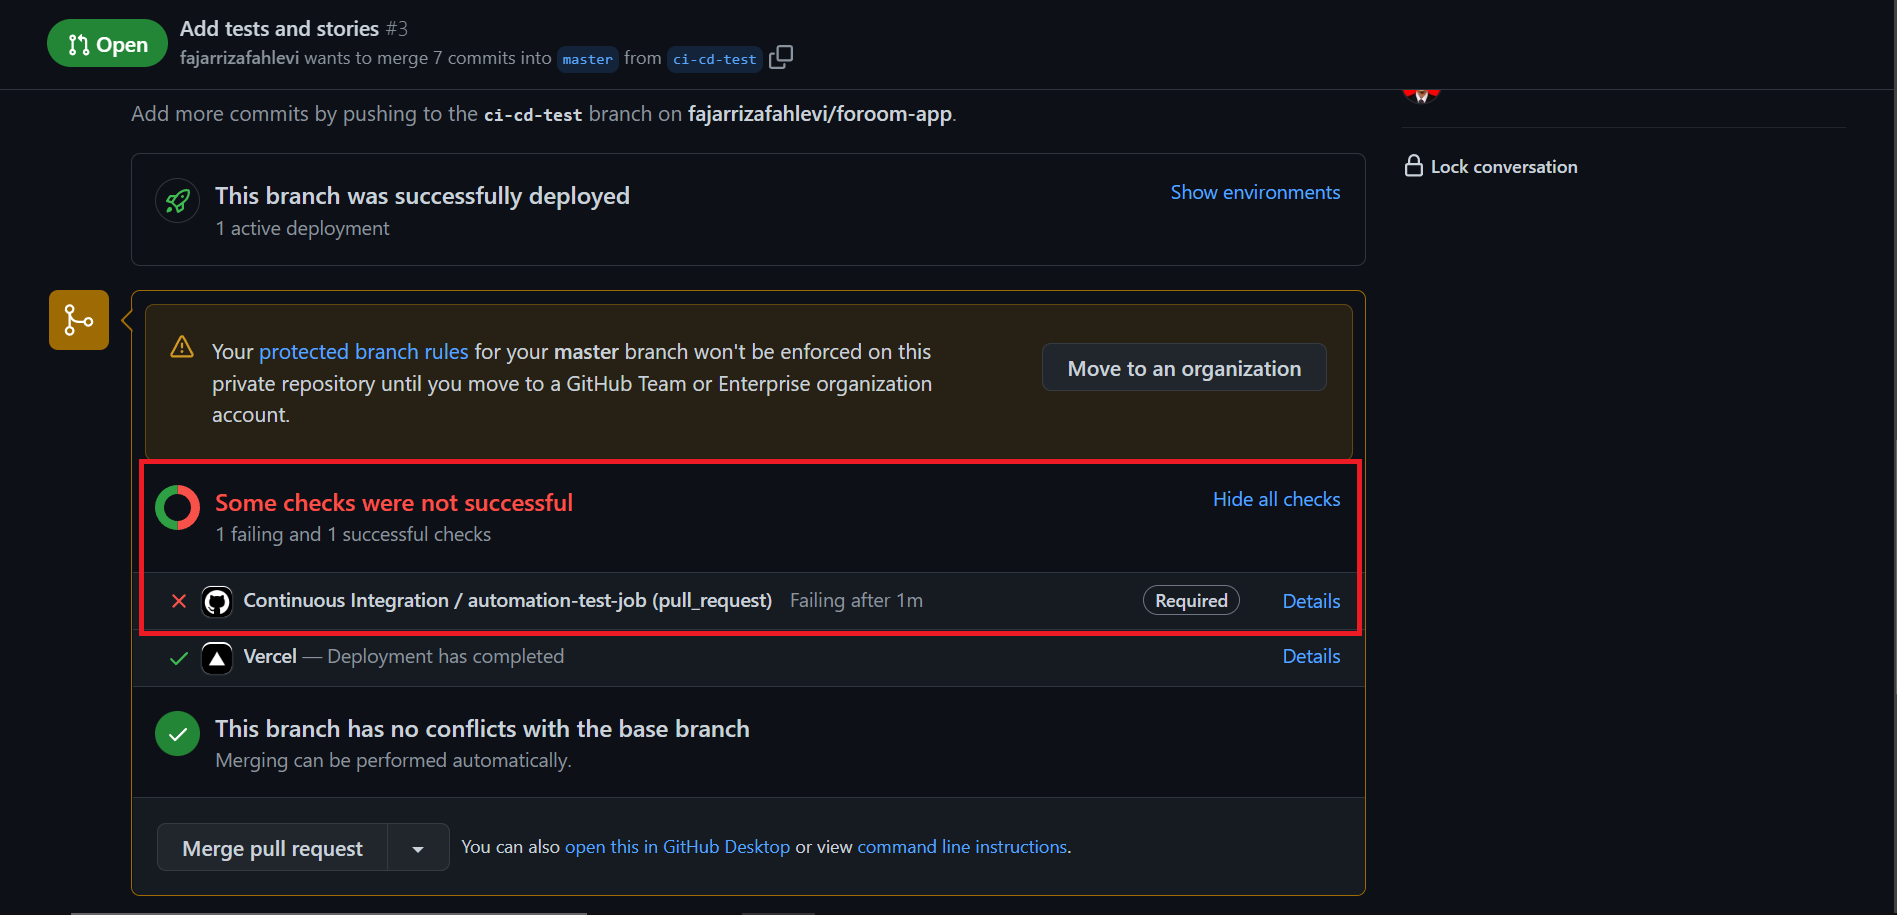 Open
Add tests and stories #3
fajarrizafahlevi wants to merge 7 commits into master from ci-cd-test
Add more commits by pushing to the ci-cd-test branch on fajarrizafahlevi/foroom-app.
This branch was successfully deployed
1 active deployment
Show environments
Lock conversation
Your protected branch rules for your master branch won't be enforced on this
private repository until you move to a GitHub Team or Enterprise organization
account.
Move to an organization
Some checks were not successful
1 failing and 1 successful checks
Hide all checks
Continuous Integration / automation-test-job (pull_request) Failing after 1m Required Details
Vercel — Deployment has completed Details
This branch has no conflicts with the base branch
Merging can be performed automatically.
Merge pull request
You can also open this in GitHub Desktop or view command line instructions.